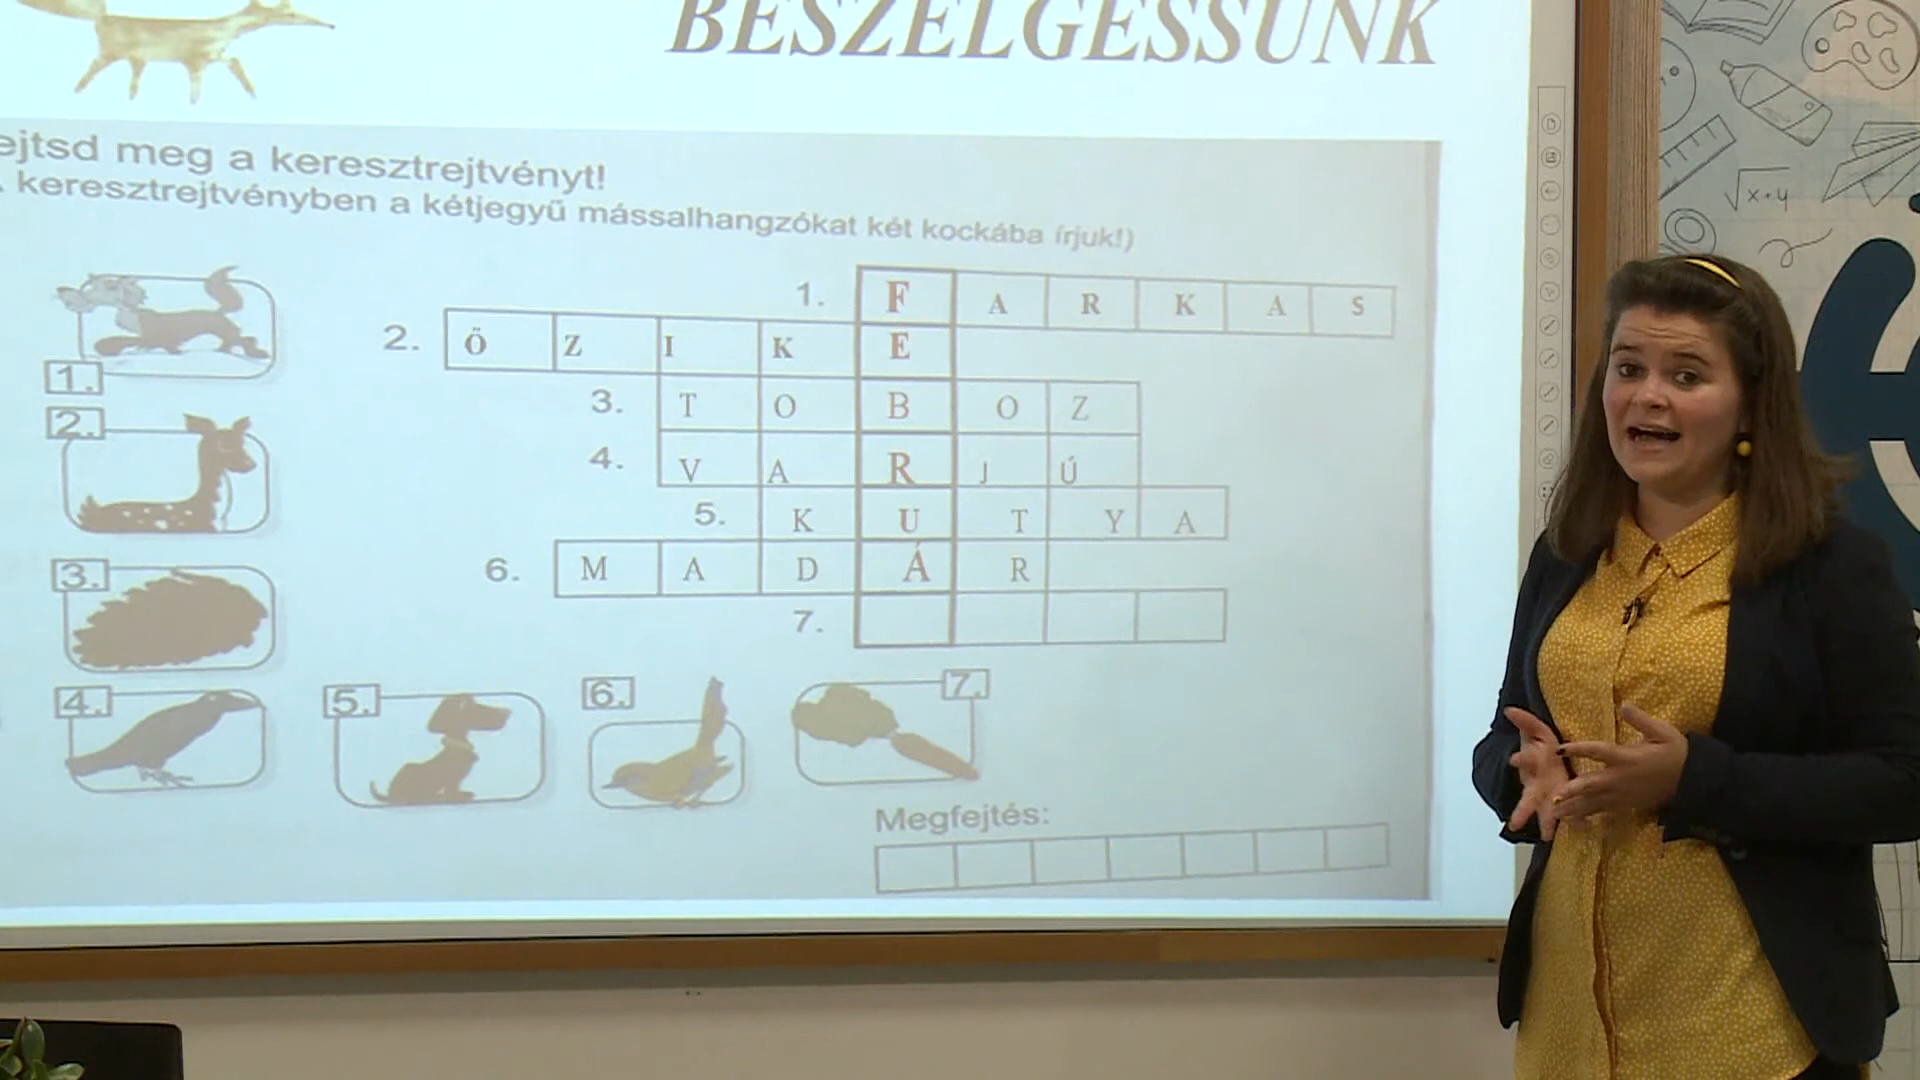 BESZÉLGESSÜNK
ejtsd meg a keresztrejtvényt!
keresztrejtvényben a kétjegyű mássalhangzókat két kockába írjuk!)
1. F A R K A S
2. Ő Z I K E
3. T O B O Z
4. V A R J Ú
5. K U T Y A
6. M A D Á R
7.
1.
2.
3.
4.
5.
6.
7.
Megfejtés:
√x+y